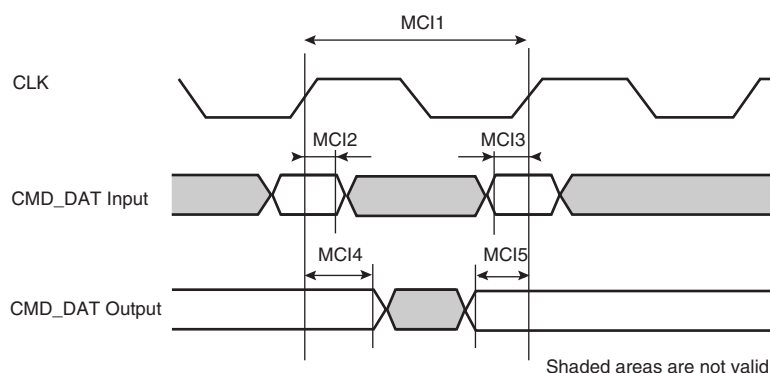 MCI1
CLK
MCI2
MCI3
CMD_DAT Input
MCI4
MCI5
CMD_DAT Output
Shaded areas are not valid